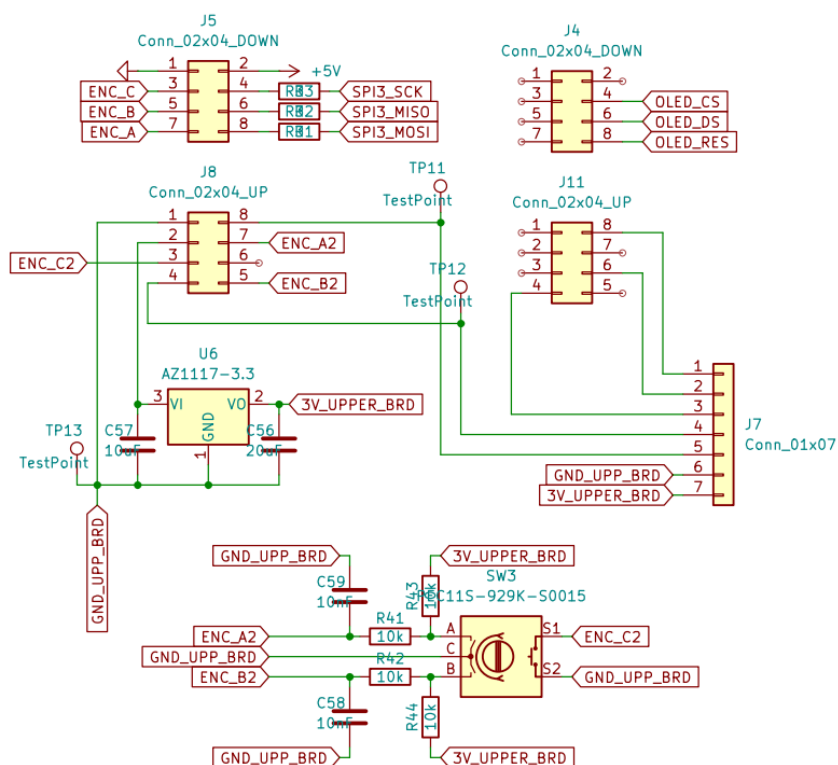 J5
Conn_02x04_DOWN
1 2 +5V
ENC_C 3 4 SPI3_SCK
ENC_B 5 6 SPI3_MISO
ENC_A 7 8 SPI3_MOSI
J4
Conn_02x04_DOWN
1 2
3 4 OLED_CS
5 6 OLED_DS
7 8 OLED_RES
J8
Conn_02x04_UP
1 8
2 7 ENC_A2
ENC_C2 3 6
4 5 ENC_B2
TP11
TestPoint
TP12
TestPoint
J11
Conn_02x04_UP
1 8
2 7
3 6
4 5
U6
AZ1117-3.3
3 VI VO 2 3V_UPPER_BRD
GND
1
C57
10uF
C56
20uF
TP13
TestPoint
GND_UPP_BRD
1
2
3
4
5
GND_UPP_BRD 6
3V_UPPER_BRD 7
J7
Conn_01x07
GND_UPP_BRD
3V_UPPER_BRD
C59
10nF
R43
10k
SW3
C11S-929K-S0015
ENC_A2 R41 A S1 ENC_C2
10k
GND_UPP_BRD C
ENC_B2 R42 B S2 GND_UPP_BRD
10k
C58
10nF
R44
10k
GND_UPP_BRD
3V_UPPER_BRD